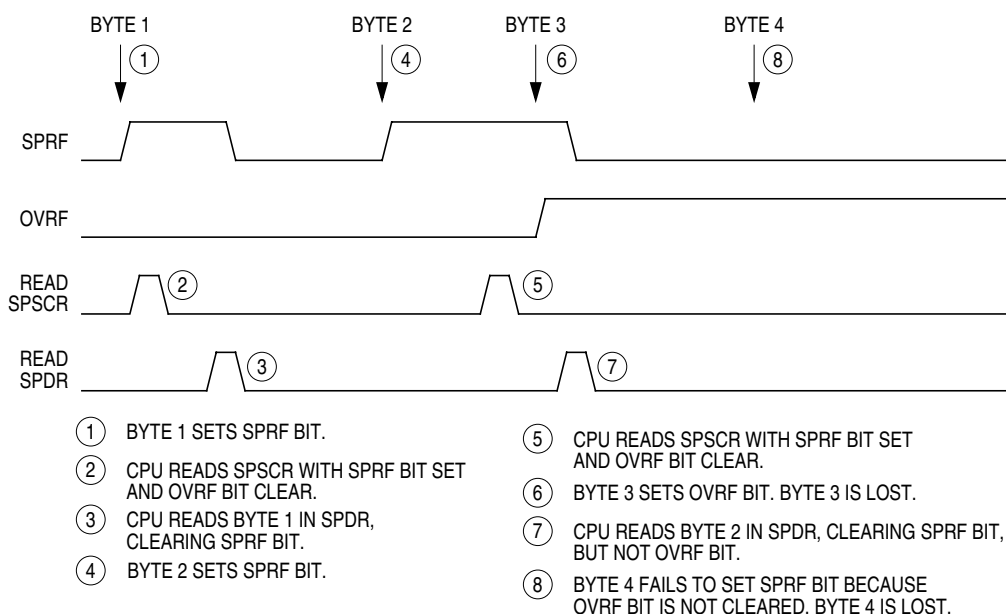 BYTE 1
BYTE 2
BYTE 3
BYTE 4
1
4
6
8
SPRF
OVRF
READ
SPSCR
2
5
READ
SPDR
3
7
1 BYTE 1 SETS SPRF BIT.
2 CPU READS SPSCR WITH SPRF BIT SET
AND OVRF BIT CLEAR.
3 CPU READS BYTE 1 IN SPDR,
CLEARING SPRF BIT.
4 BYTE 2 SETS SPRF BIT.
5 CPU READS SPSCR WITH SPRF BIT SET
AND OVRF BIT CLEAR.
6 BYTE 3 SETS OVRF BIT. BYTE 3 IS LOST.
7 CPU READS BYTE 2 IN SPDR, CLEARING SPRF BIT,
BUT NOT OVRF BIT.
8 BYTE 4 FAILS TO SET SPRF BIT BECAUSE
OVRF BIT IS NOT CLEARED. BYTE 4 IS LOST.